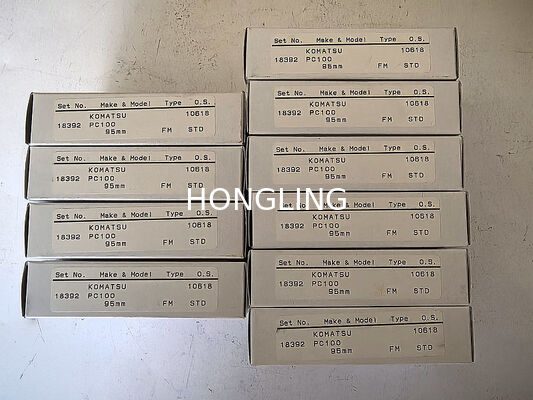 Set No. Make & Model Type O.S.
KOMATSU 10618
18392 PC100
95mm FM STD
Set No. Make & Model Type O.S.
KOMATSU 10618
18392 PC100
95mm FM STD
Set No. Make & Model Type O.S.
KOMATSU 10618
18392 PC100
95mm FM STD
Set No. Make & Model Type O.S.
KOMATSU 10618
18392 PC100
95mm FM STD
HONGLING
Set No. Make & Model Type O.S.
KOMATSU 10618
18392 PC100
95mm FM STD
Set No. Make & Model Type O.S.
KOMATSU 10618
18392 PC100
95mm FM STD
Set No. Make & Model Type O.S.
KOMATSU 10618
18392 PC100
95mm FM STD
Set No. Make & Model Type O.S.
KOMATSU 10618
18392 PC100
95mm FM STD
Set No. Make & Model Type O.S.
KOMATSU 10618
18392 PC100
95mm FM STD
Set No. Make & Model Type O.S.
KOMATSU 10618
18392 PC100
95mm FM STD